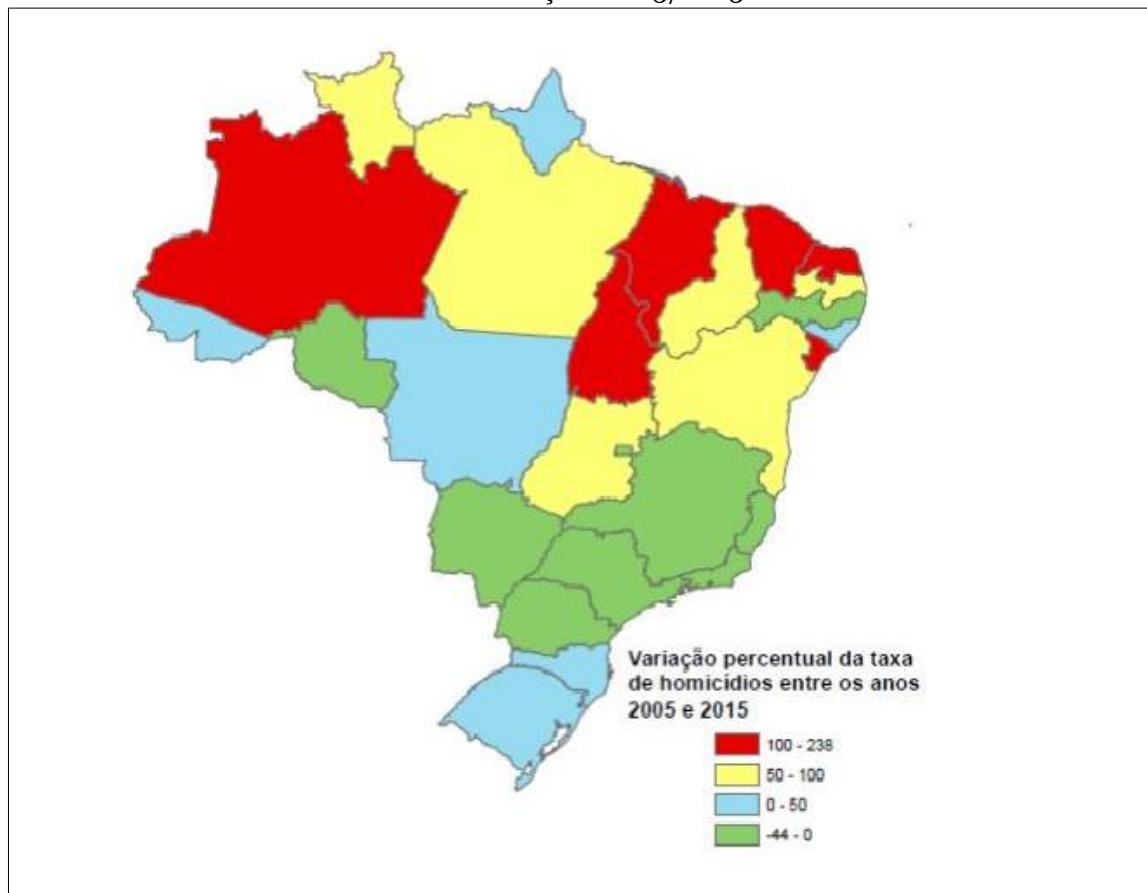 Variação percentual da taxa
de homicídios entre os anos
2005 e 2015
100 - 238
50 - 100
0 - 50
-44 - 0